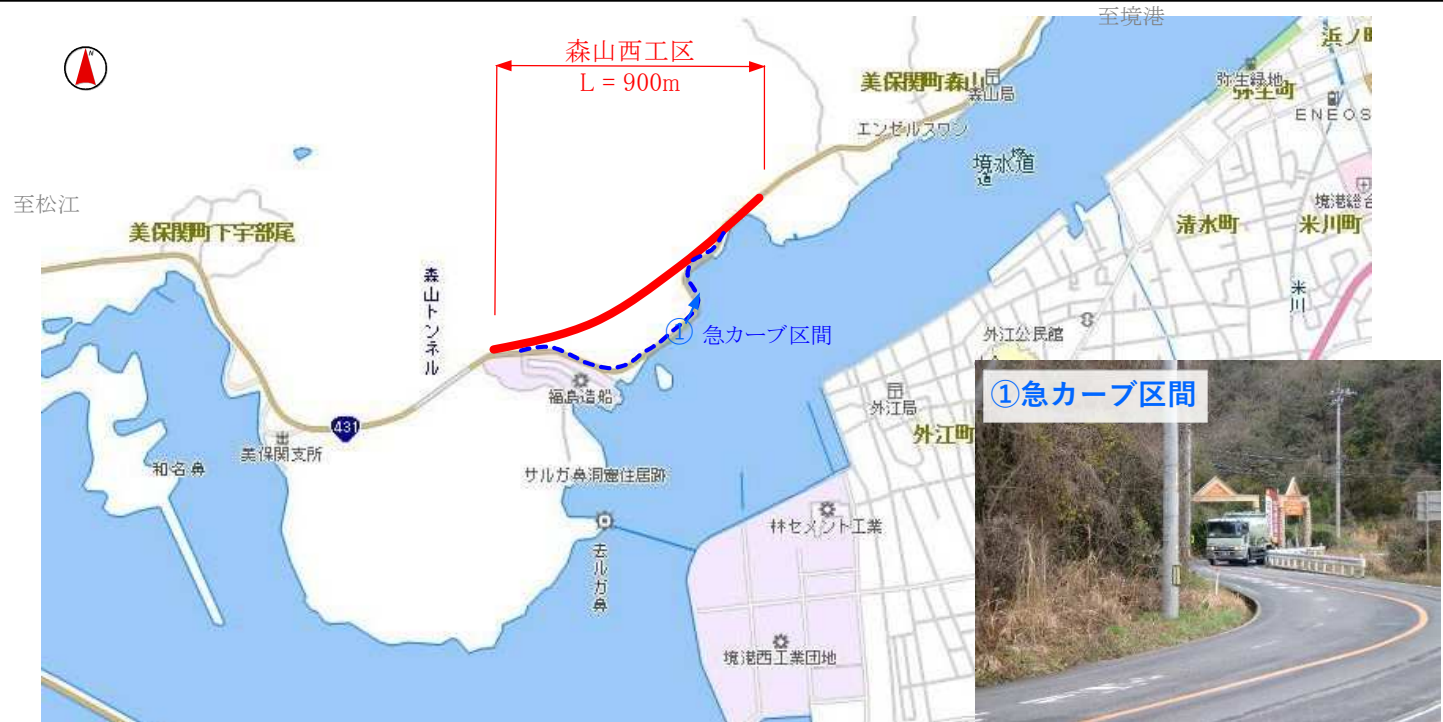 至境港
森山西工区
L = 900m
N
浜ノ町
弥生緑地
弥生町
ENEOS
美保関町森山
森山局
エンゼルスワン
境水道
至松江
美保関町下宇部尾
清水町
米川町
境港総合
米川
森山トンネル
① 急カーブ区間
外江公民館
福島造船
431
美保関支所
和名鼻
サルガ鼻洞窟住居跡
外江局
外江町
①急カーブ区間
林セメント工業
去ルガ鼻
境港西工業団地